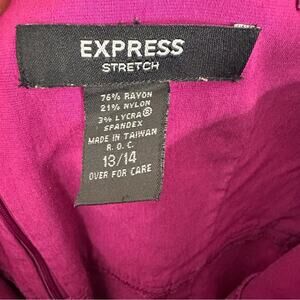 EXPRESS
STRETCH
76% RAYON
21% NYLON
3% LYCRA®
SPANDEX
MADE IN TAIWAN
R. O. C.
13/14
OVER FOR CARE